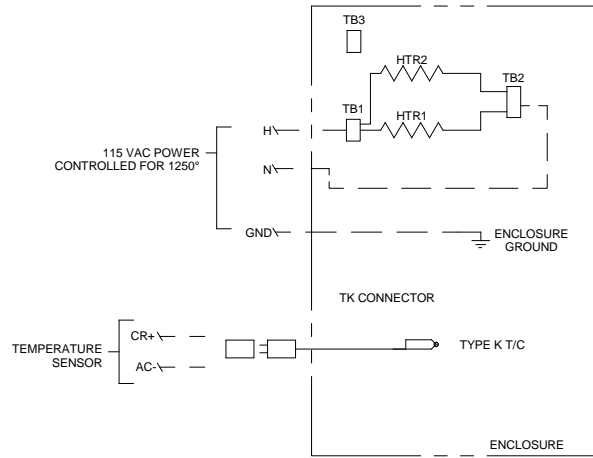 TB3
HTR2
TB2
TB1
HTR1
H
115 VAC POWER
CONTROLLED FOR 1250°
N
GND
ENCLOSURE
GROUND
TK CONNECTOR
CR+
TEMPERATURE
SENSOR
TYPE K T/C
AC-
ENCLOSURE